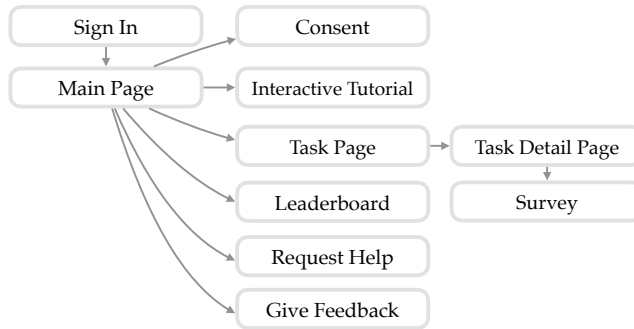 Sign In
Consent
Main Page
Interactive Tutorial
Task Page
Task Detail Page
Leaderboard
Survey
Request Help
Give Feedback